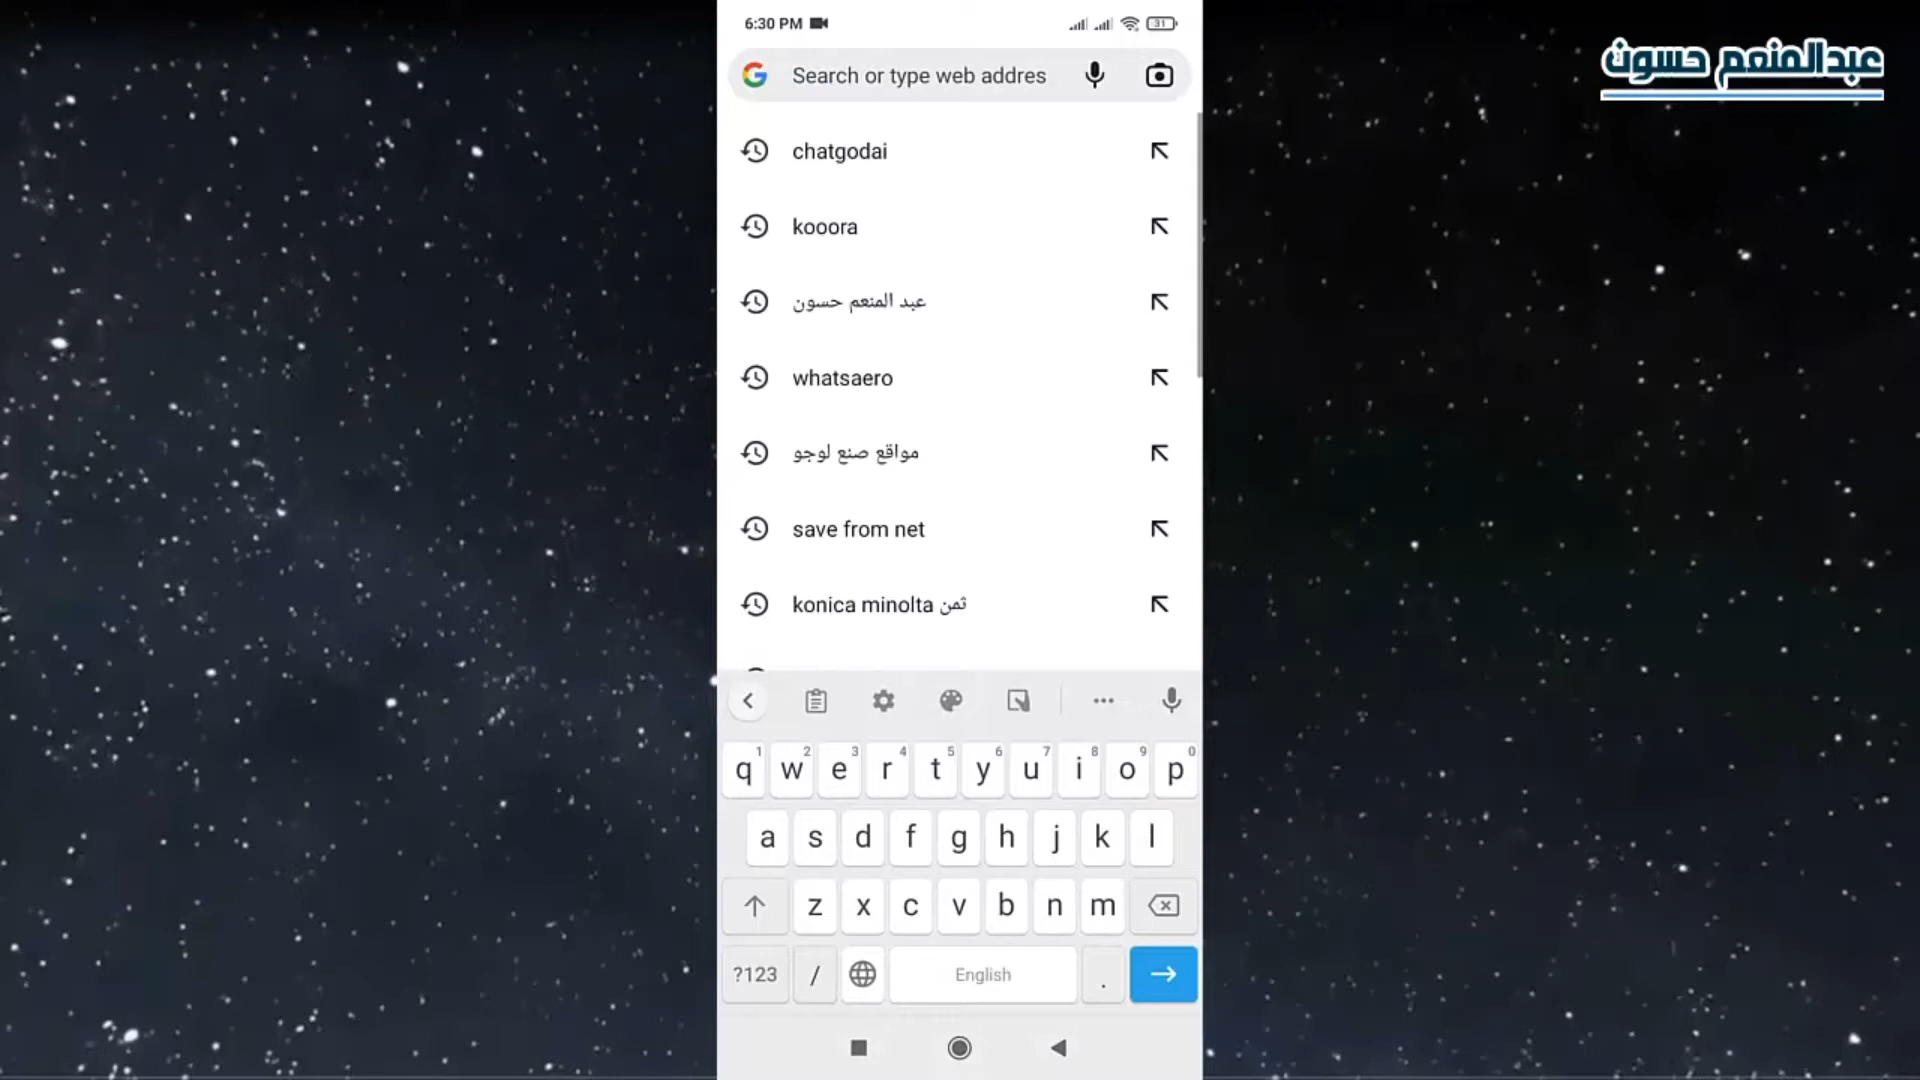 6:30 PM
31
عبدالمنعم حسون
Search or type web addres
chatgodai
kooora
عبد المنعم حسون
whatsaero
مواقع صنع لوجو
save from net
konica minolta ثمن
1 2 3 4 5 6 7 8 9 0
q w e r t y u i o p
a s d f g h j k l
z x c v b n m
?123 / English .